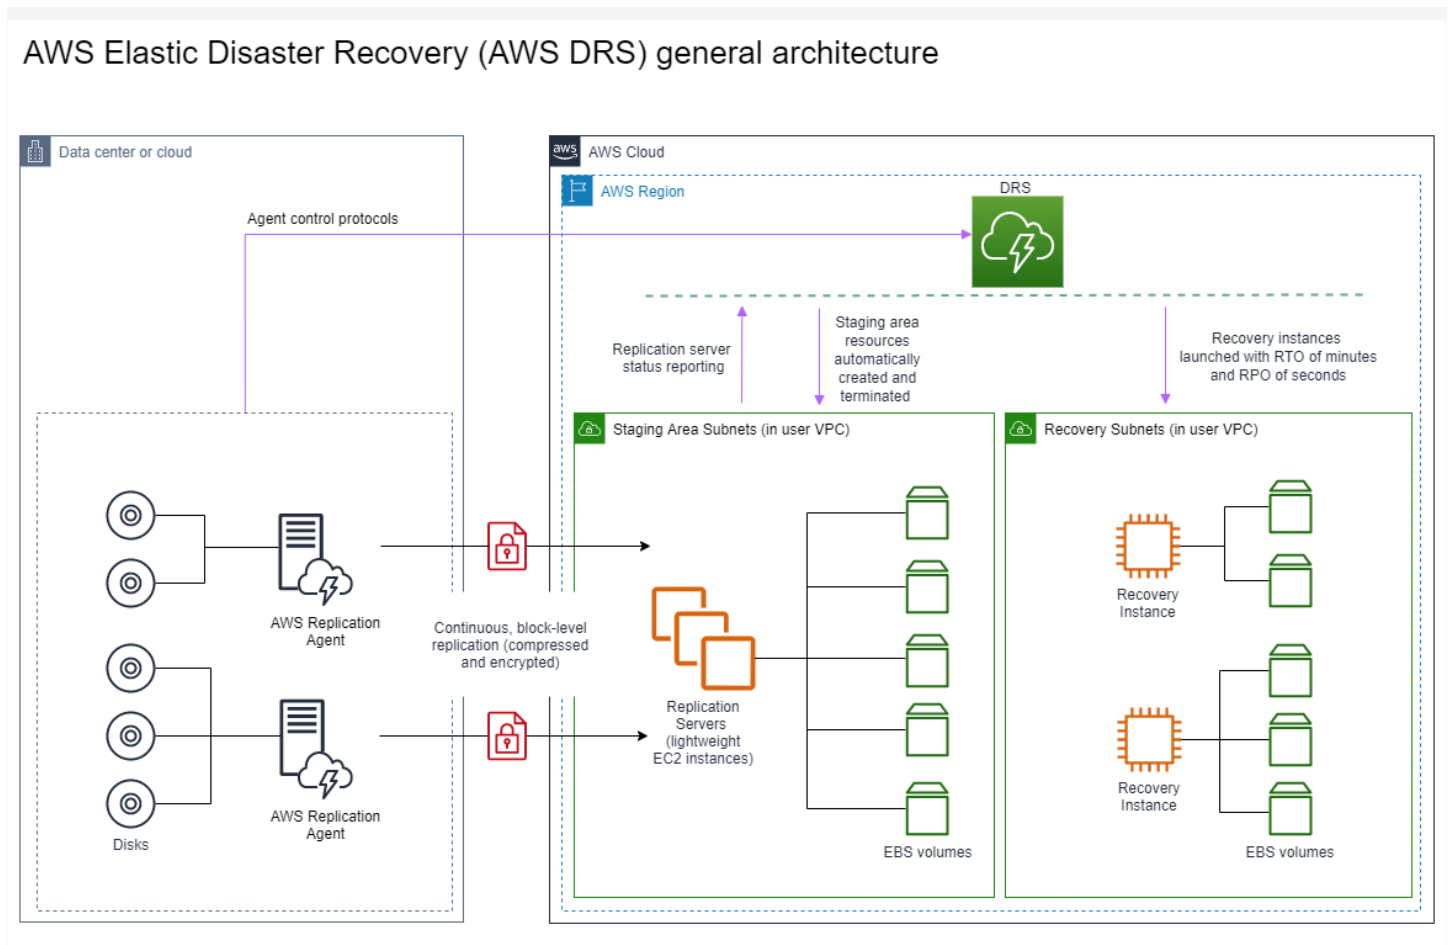 AWS Elastic Disaster Recovery (AWS DRS) general architecture
Data center or cloud
aws
AWS Cloud
AWS Region
DRS
Agent control protocols
Replication server
status reporting
Staging area
resources
automatically
created and
terminated
Recovery instances
launched with RTO of minutes
and RPO of seconds
Staging Area Subnets (in user VPC)
Recovery Subnets (in user VPC)
AWS Replication
Agent
Continuous, block-level
replication (compressed
and encrypted)
Replication
Servers
(lightweight
EC2 instances)
Recovery
Instance
AWS Replication
Agent
Recovery
Instance
Disks
EBS volumes
EBS volumes